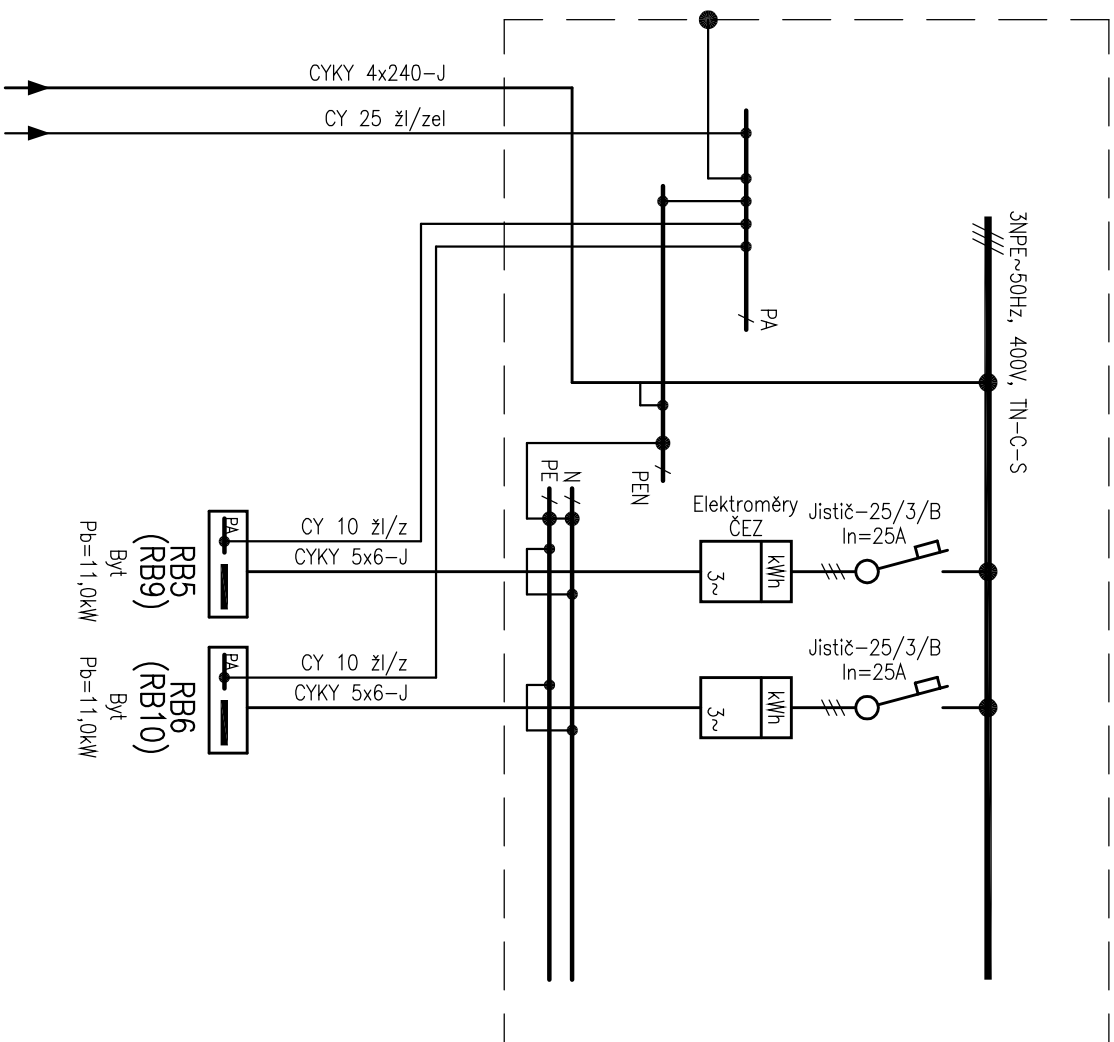 CYKY 4x240-J
CY 25 žl/zel
3NPE~50Hz, 400V, TN-C-S
PA
PEN
PE
N
Elektroměry
ČEZ
Jistič-25/3/B
In=25A
kWh
3~
CY 10 žl/z
CYKY 5x6-J
PA
RB5
(RB9)
Byt
Pb=11,0kW
Jistič-25/3/B
In=25A
kWh
3~
CY 10 žl/z
CYKY 5x6-J
PA
RB6
(RB10)
Byt
Pb=11,0kW